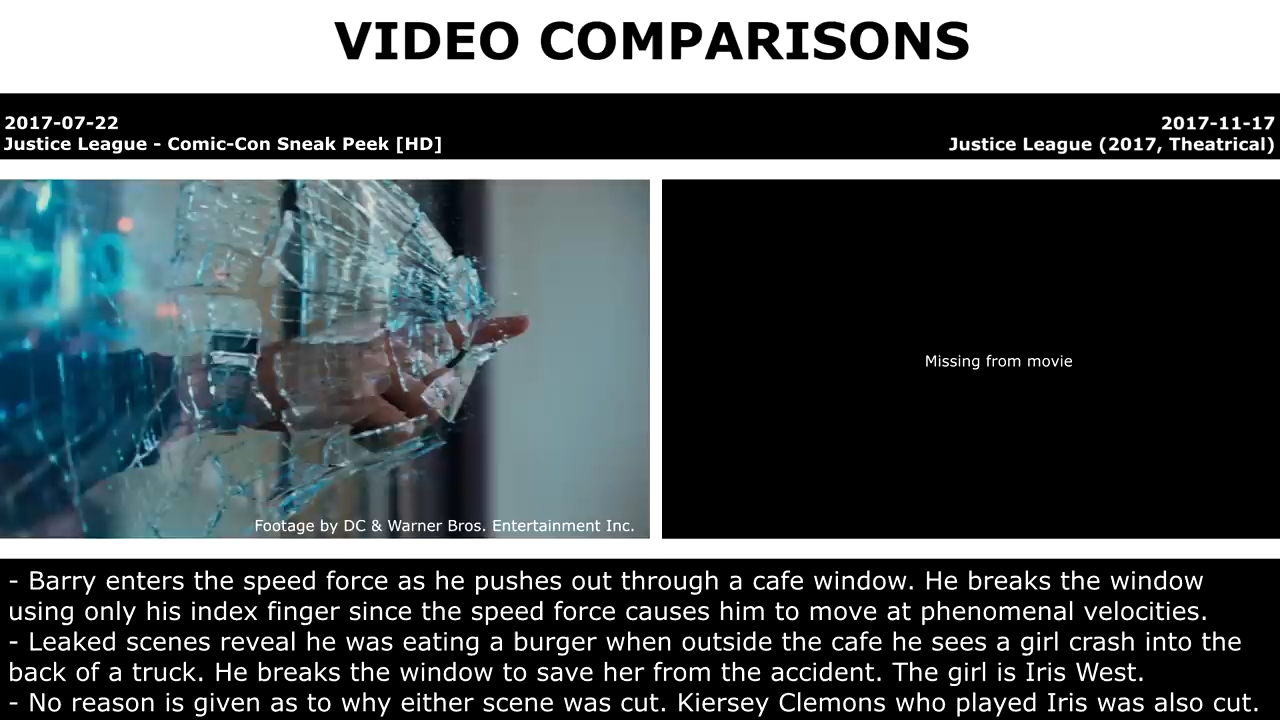 VIDEO COMPARISONS
2017-07-22
Justice League - Comic-Con Sneak Peek [HD]
2017-11-17
Justice League (2017, Theatrical)
Missing from movie
Footage by DC & Warner Bros. Entertainment Inc.
- Barry enters the speed force as he pushes out through a cafe window. He breaks the window
using only his index finger since the speed force causes him to move at phenomenal velocities.
- Leaked scenes reveal he was eating a burger when outside the cafe he sees a girl crash into the
back of a truck. He breaks the window to save her from the accident. The girl is Iris West.
- No reason is given as to why either scene was cut. Kiersey Clemons who played Iris was also cut.